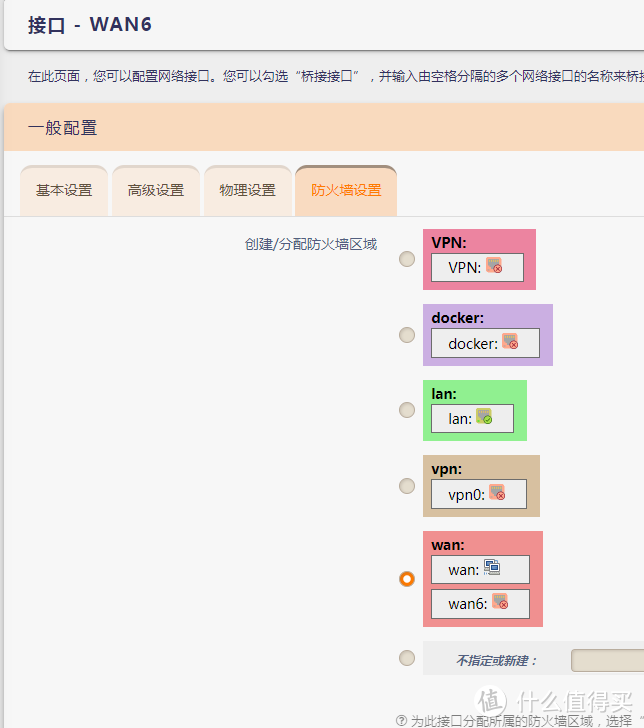 接口 - WAN6
在此页面，您可以配置网络接口。您可以勾选“桥接接口”，并输入由空格分隔的多个网络接口的名称来桥
一般配置
基本设置 高级设置 物理设置 防火墙设置
创建/分配防火墙区域
VPN:
VPN:
docker:
docker:
lan:
lan:
vpn:
vpn0:
wan:
wan:
wan6:
不指定或新建：
为此接口分配所属的防火墙区域，选择“
值 什么值得买